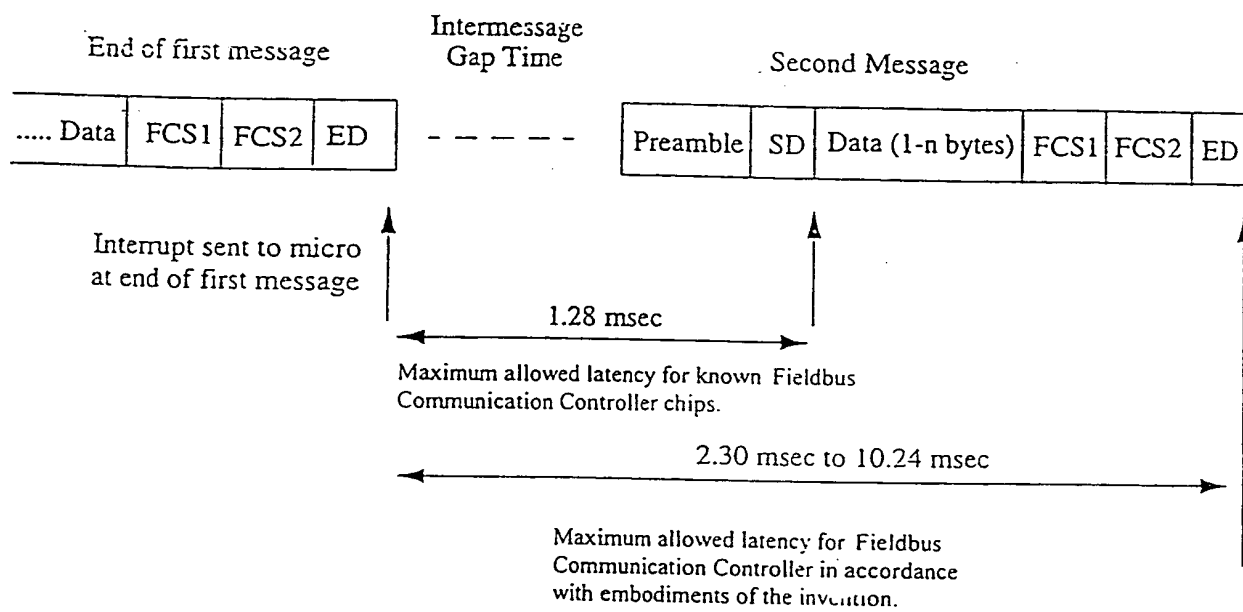 End of first message
Intermessage
Gap Time
Second Message
..... Data FCS1 FCS2 ED
Preamble SD Data (1-n bytes) FCS1 FCS2 ED
Interrupt sent to micro
at end of first message
1.28 msec
Maximum allowed latency for known Fieldbus
Communication Controller chips.
2.30 msec to 10.24 msec
Maximum allowed latency for Fieldbus
Communication Controller in accordance
with embodiments of the invention.